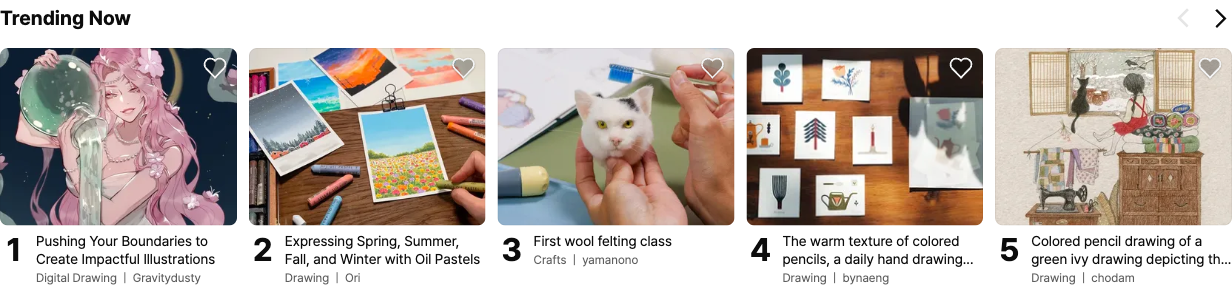 Trending Now
1
Pushing Your Boundaries to
Create Impactful Illustrations
Digital Drawing | Gravitydusty
2
Expressing Spring, Summer,
Fall, and Winter with Oil Pastels
Drawing | Ori
3
First wool felting class
Crafts | yamanono
4
The warm texture of colored
pencils, a daily hand drawing...
Drawing | bynaeng
5
Colored pencil drawing of a
green ivy drawing depicting th...
Drawing | chodam